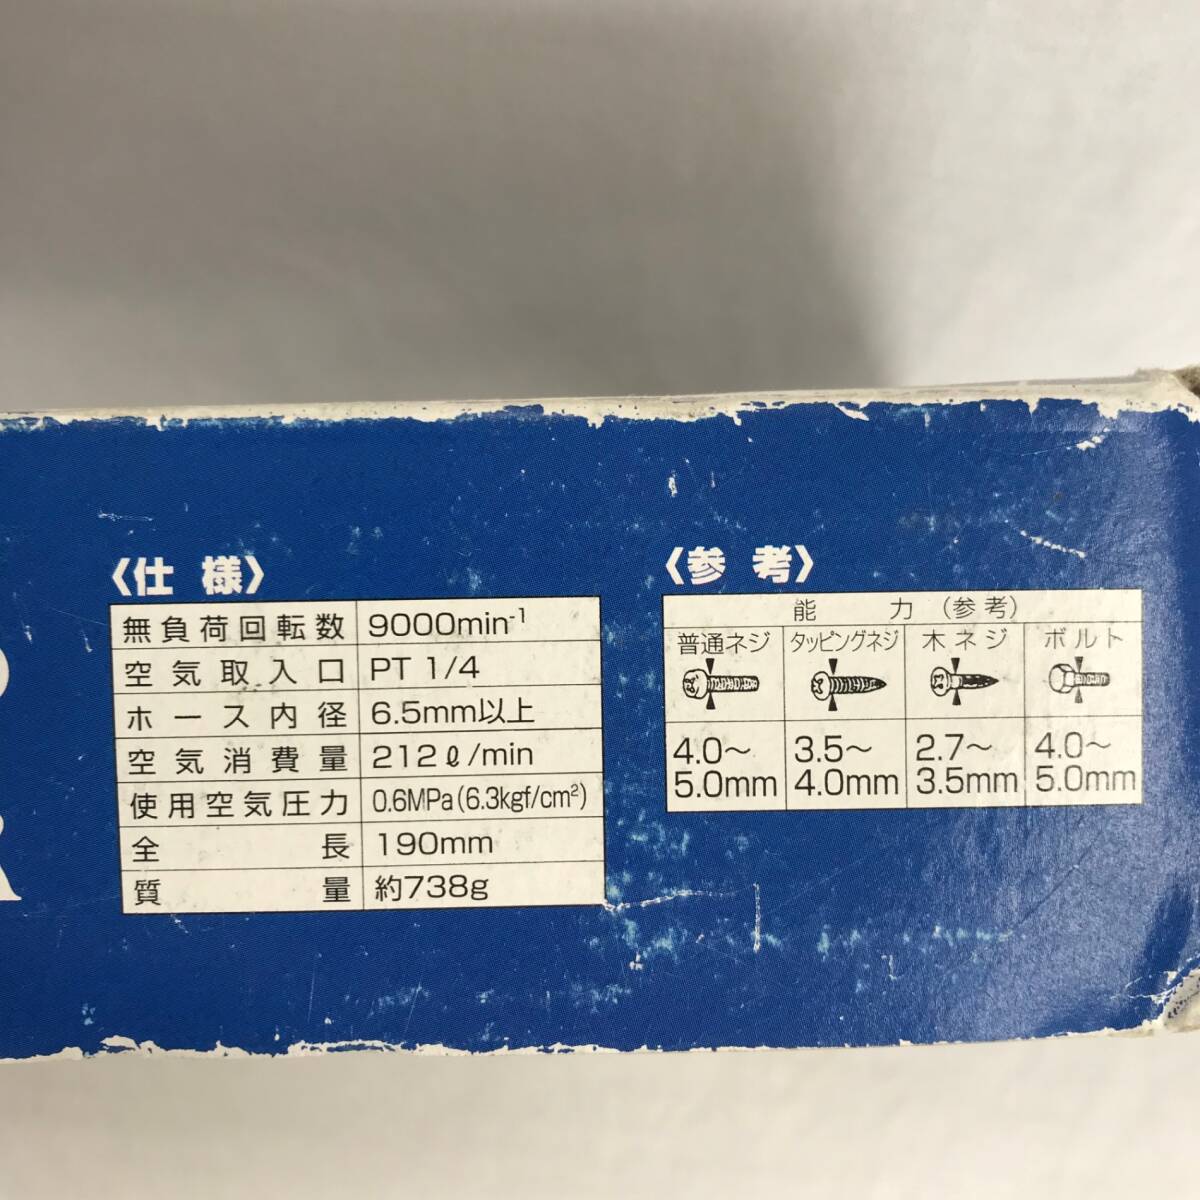 〈仕 様〉
無負荷回転数 9000min⁻¹
空気取入口 PT 1/4
ホース内径 6.5mm以上
空気消費量 212ℓ/min
使用空気圧力 0.6MPa(6.3kgf/cm²)
全長 190mm
質量 約738g
〈参 考〉
能 力 (参考)
普通ネジ タッピングネジ 木ネジ ボルト
4.0〜 3.5〜 2.7〜 4.0〜
5.0mm 4.0mm 3.5mm 5.0mm